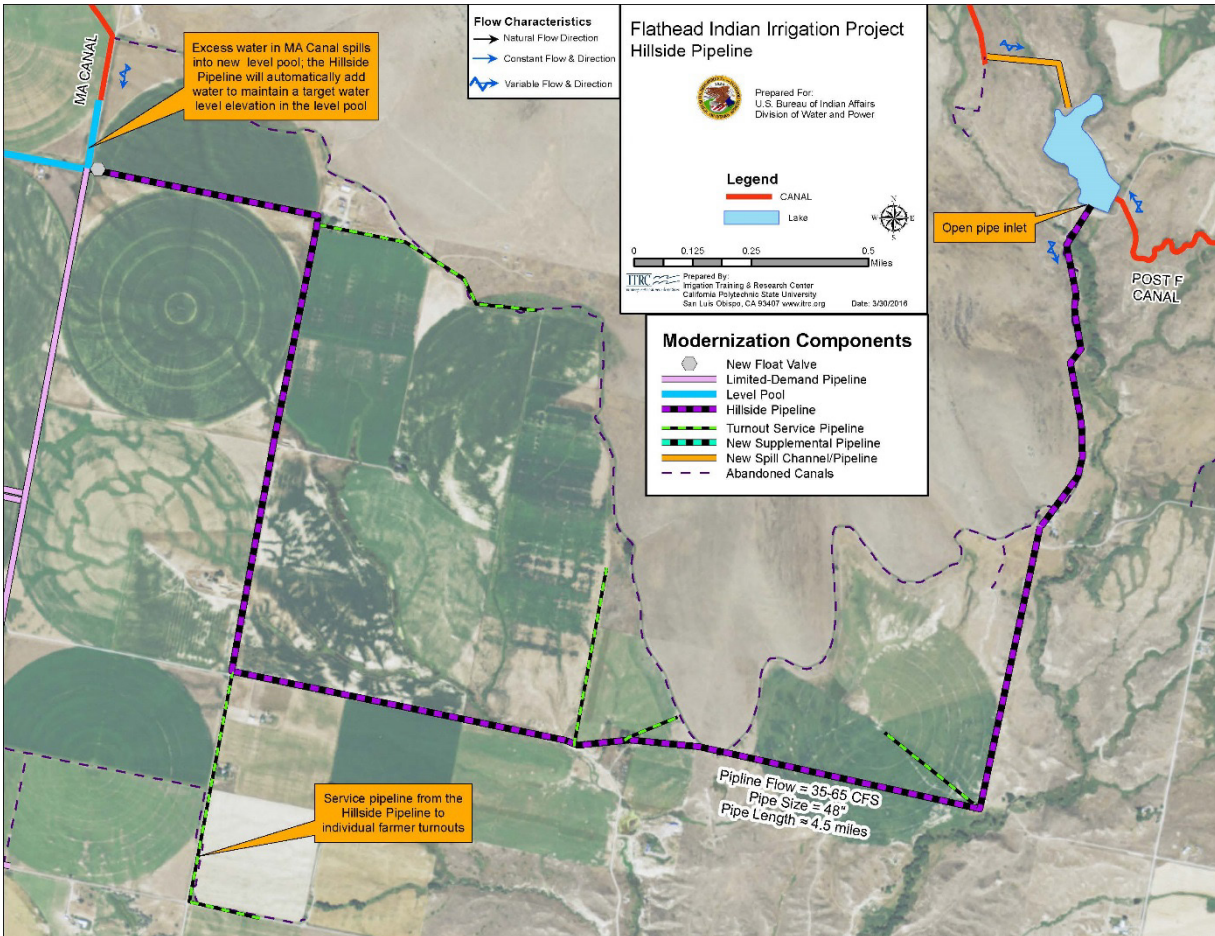 MA CANAL
Excess water in MA Canal spills
into new level pool; the Hillside
Pipeline will automatically add
water to maintain a target water
level elevation in the level pool
Flow Characteristics
Natural Flow Direction
Constant Flow & Direction
Variable Flow & Direction
Flathead Indian Irrigation Project
Hillside Pipeline
Prepared For:
U.S. Bureau of Indian Affairs
Division of Water and Power
Legend
CANAL
Lake
N
W E
S
0 0.125 0.25 0.5
Miles
ITRC
Prepared By:
Irrigation Training & Research Center
California Polytechnic State University
San Luis Obispo, CA 93407 www.itrc.org
Date: 3/30/2016
Open pipe inlet
POST F
CANAL
Modernization Components
New Float Valve
Limited-Demand Pipeline
Level Pool
Hillside Pipeline
Turnout Service Pipeline
New Supplemental Pipeline
New Spill Channel/Pipeline
Abandoned Canals
Pipline Flow = 35-65 CFS
Pipe Size = 48"
Pipe Length ≈ 4.5 miles
Service pipeline from the
Hillside Pipeline to
individual farmer turnouts